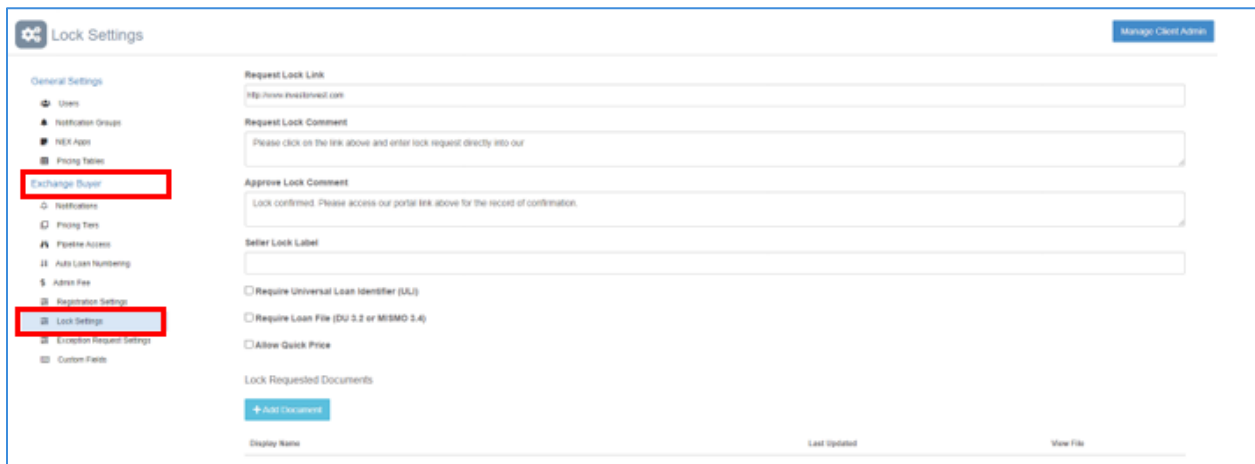 Lock Settings
Manage Client Admin
General Settings
Users
Notification Groups
NEX Apps
Pricing Tables
Exchange Buyer
Notifications
Pricing Tiers
Pipeline Access
Auto Loan Numbering
Admin Fee
Registration Settings
Lock Settings
Exception Request Settings
Custom Fields
Request Lock Link
Request Lock Comment
Please click on the link above and enter lock request directly into our
Approve Lock Comment
Lock confirmed. Please access our portal link above for the record of confirmation.
Seller Lock Label
Require Universal Loan Identifier (ULI)
Require Loan File (DU 3.2 or MISMO 3.4)
Allow Quick Price
Lock Requested Documents
+ Add Document
Display Name
Last Updated
View File